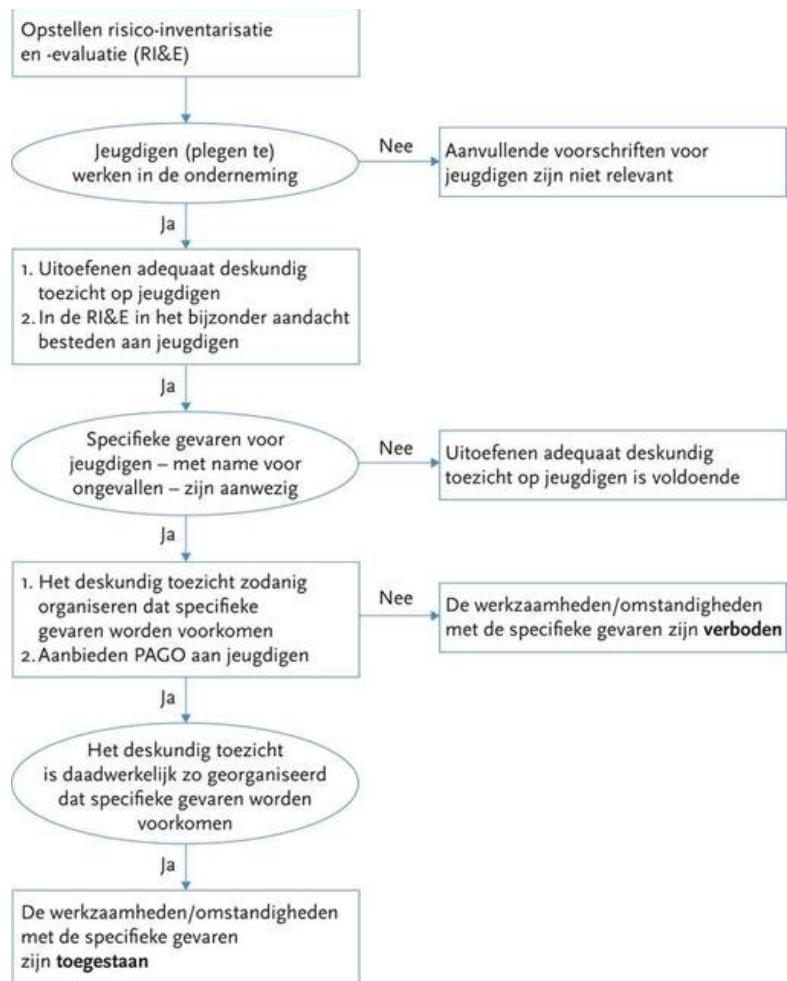 Opstellen risico-inventarisatie
en -evaluatie (RI&E)
Jeugdigen (plegen te)
werken in de onderneming
Nee
Aanvullende voorschriften voor
jeugdigen zijn niet relevant
Ja
1. Uitoefenen adequaat deskundig
toezicht op jeugdigen
2. In de RI&E in het bijzonder aandacht
besteden aan jeugdigen
Ja
Specifieke gevaren voor
jeugdigen – met name voor
ongevallen – zijn aanwezig
Nee
Uitoefenen adequaat deskundig
toezicht op jeugdigen is voldoende
Ja
1. Het deskundig toezicht zodanig
organiseren dat specifieke
gevaren worden voorkomen
2. Aanbieden PAGO aan jeugdigen
Nee
De werkzaamheden/omstandigheden
met de specifieke gevaren zijn verboden
Ja
Het deskundig toezicht
is daadwerkelijk zo georganiseerd
dat specifieke gevaren worden
voorkomen
Ja
De werkzaamheden/omstandigheden
met de specifieke gevaren
zijn toegestaan